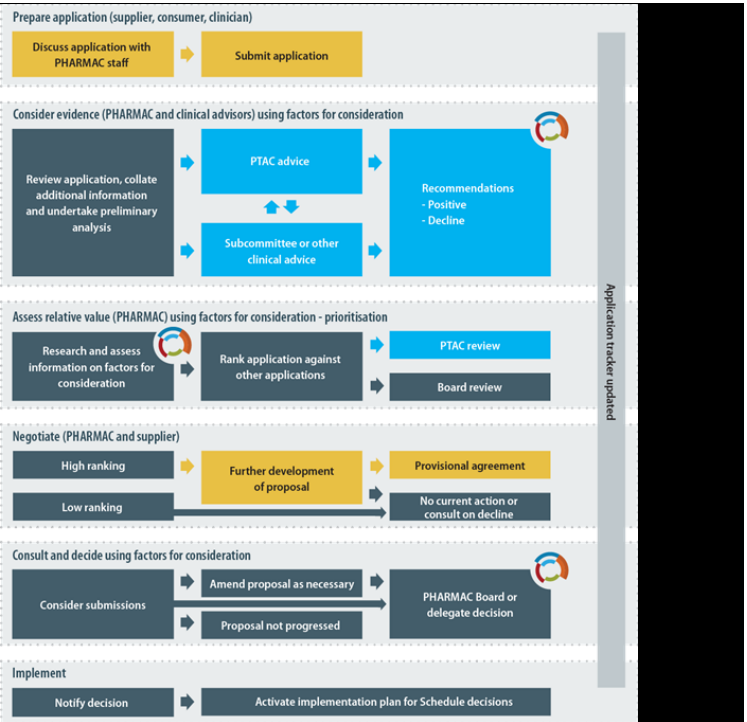 Prepare application (supplier, consumer, clinician)
Discuss application with
PHARMAC staff
Submit application
Consider evidence (PHARMAC and clinical advisors) using factors for consideration
Review application, collate
additional information
and undertake preliminary
analysis
PTAC advice
Subcommittee or other
clinical advice
Recommendations
- Positive
- Decline
Assess relative value (PHARMAC) using factors for consideration - prioritisation
Research and assess
information on factors for
consideration
Rank application against
other applications
PTAC review
Board review
Negotiate (PHARMAC and supplier)
High ranking
Further development
of proposal
Provisional agreement
Low ranking
No current action or
consult on decline
Consult and decide using factors for consideration
Consider submissions
Amend proposal as necessary
Proposal not progressed
PHARMAC Board or
delegate decision
Implement
Notify decision
Activate implementation plan for Schedule decisions
Application tracker updated